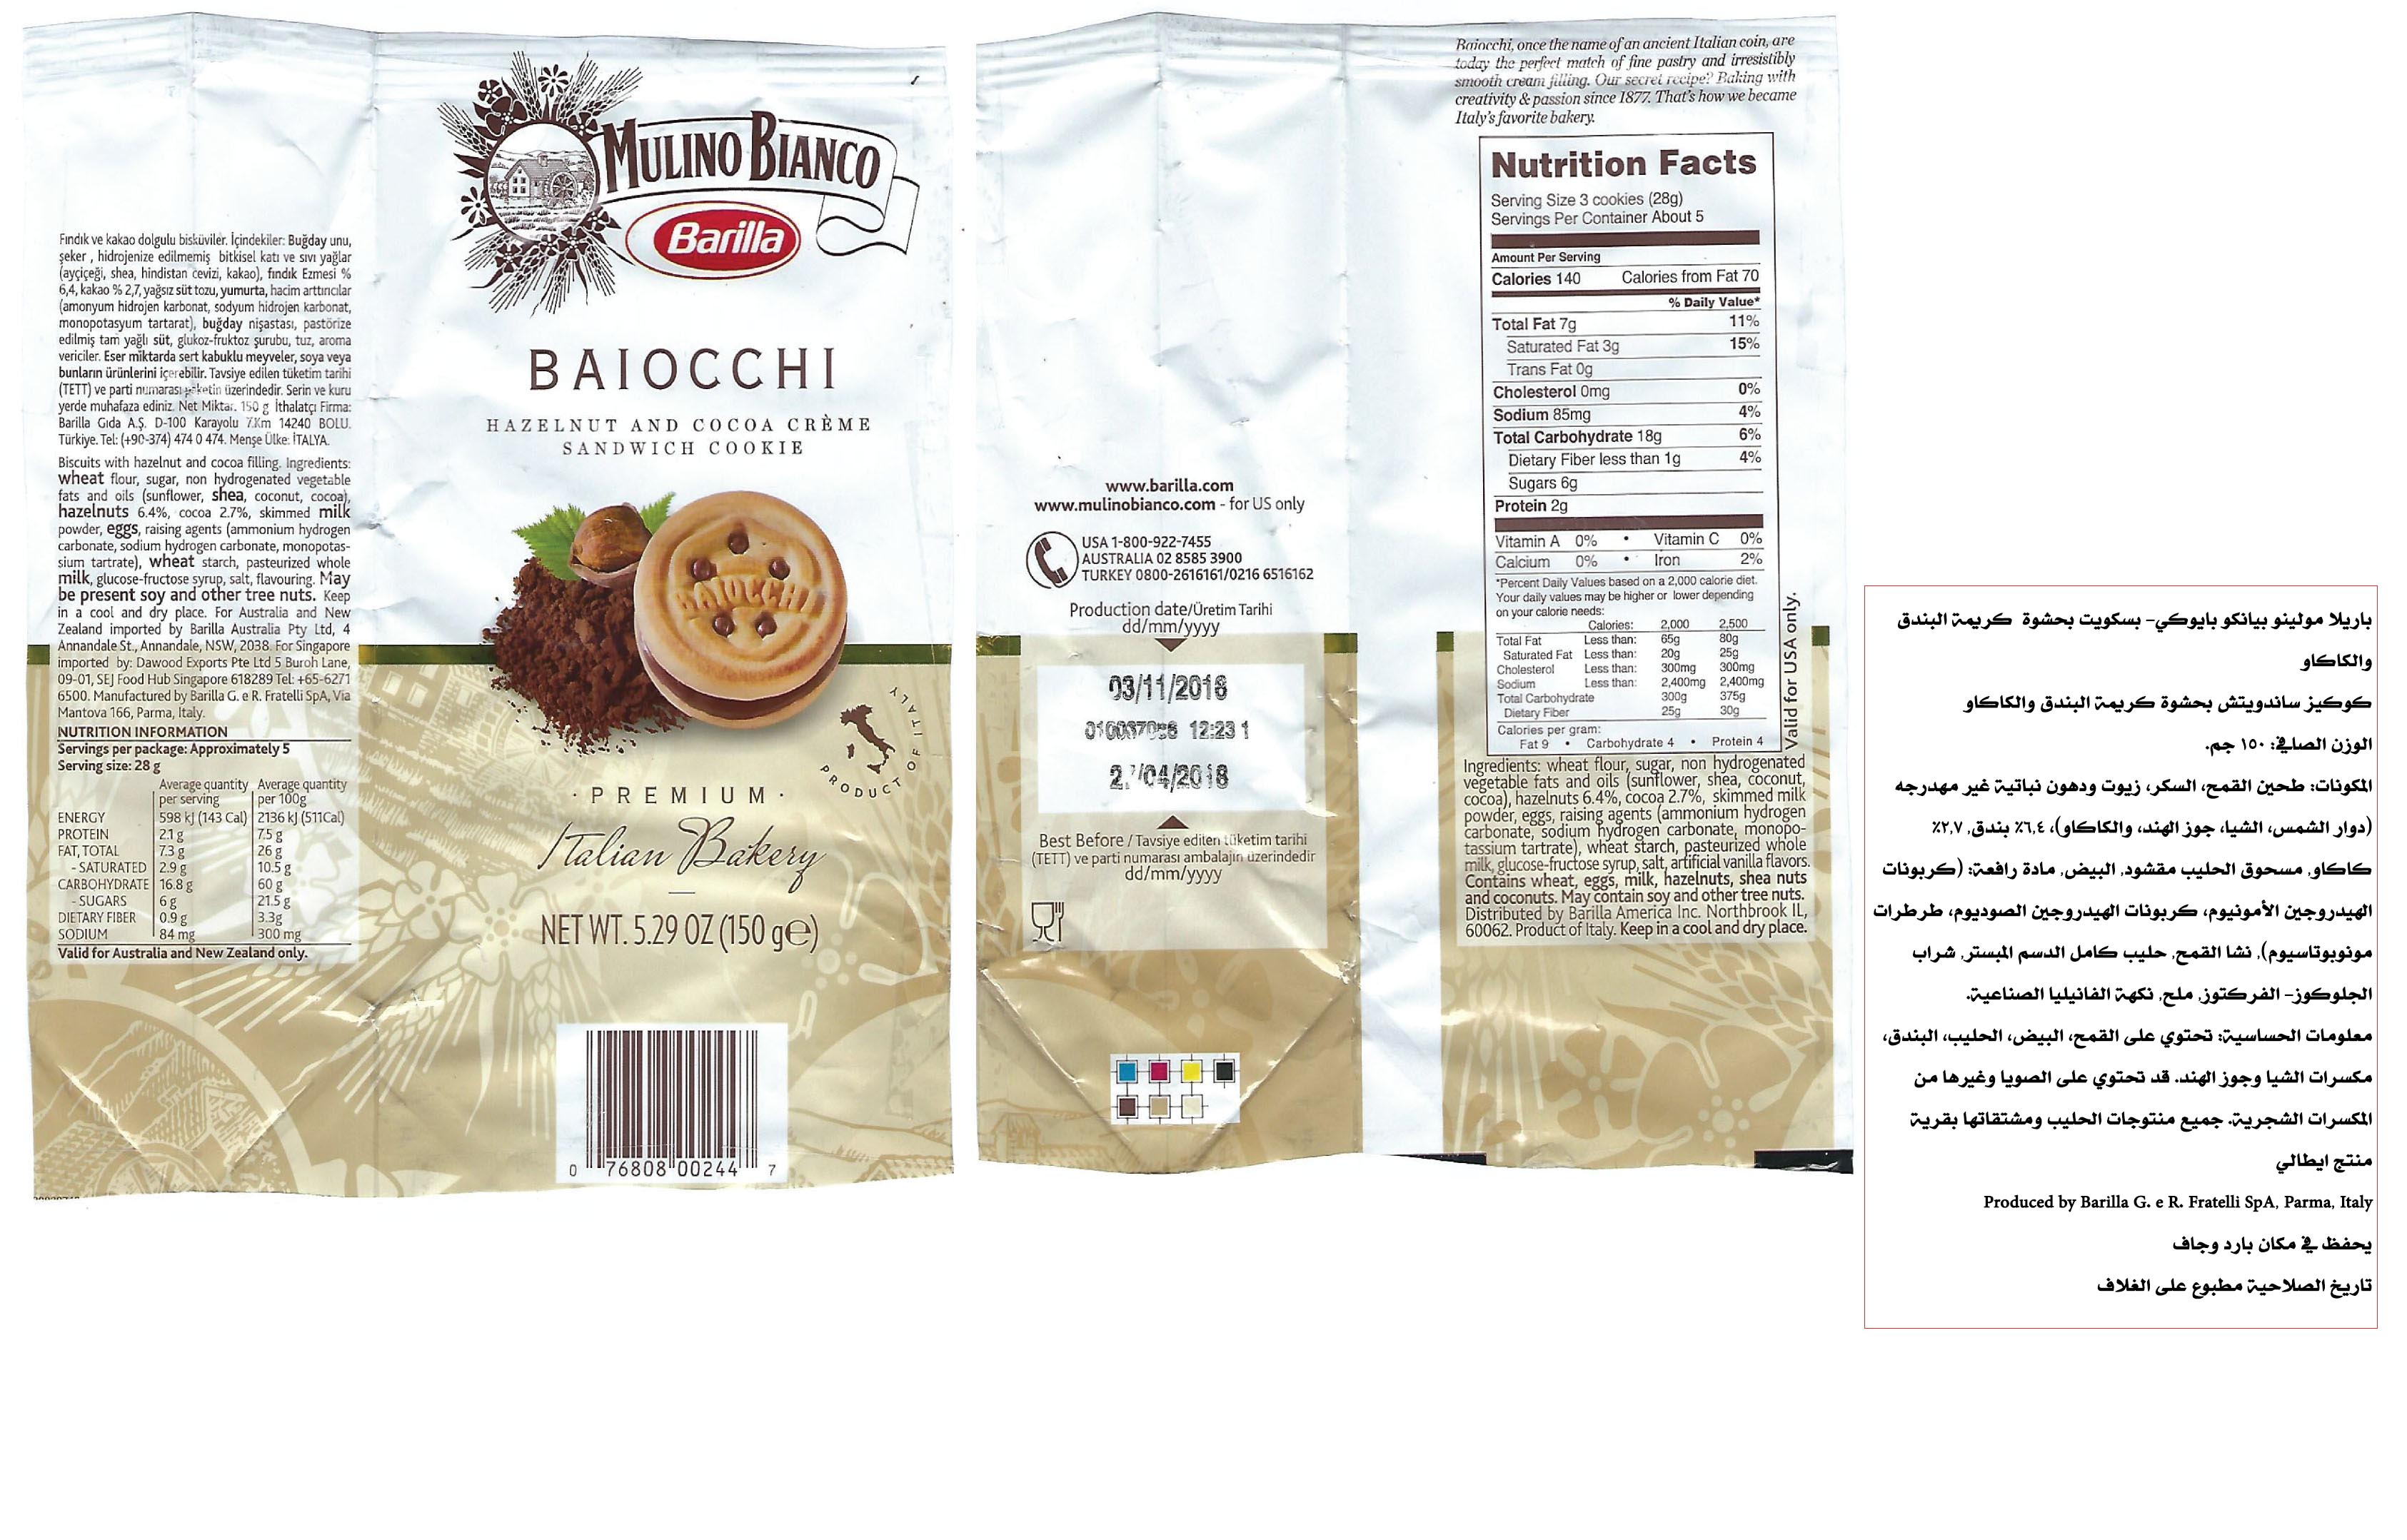 MULINO BIANCO
Barilla
BAIOCCHI
HAZELNUT AND COCOA CRÈME
SANDWICH COOKIE
BAIOCCHI
PRODUCT OF ITALY
· PREMIUM ·
Italian Bakery
NET WT. 5.29 OZ (150 g e)
0 76808 00244 7
Fındık ve kakao dolgulu bisküviler. İçindekiler: Buğday unu,
şeker , hidrojenize edilmemiş bitkisel katı ve sıvı yağlar
(ayçiçeği, shea, hindistan cevizi, kakao), fındık Ezmesi %
6,4, kakao % 2,7, yağsız süt tozu, yumurta, hacim arttırıcılar
(amonyum hidrojen karbonat, sodyum hidrojen karbonat,
monopotasyum tartarat), buğday nişastası, pastörize
edilmiş tam yağlı süt, glukoz-fruktoz şurubu, tuz, aroma
vericiler. Eser miktarda sert kabuklu meyveler, soya veya
bunların ürünlerini içerebilir. Tavsiye edilen tüketim tarihi
(TETT) ve parti numarası paketin üzerindedir. Serin ve kuru
yerde muhafaza ediniz. Net Miktar. 150 g İthalatçı Firma:
Barilla Gıda A.Ş. D-100 Karayolu 7.Km 14240 BOLU.
Türkiye. Tel: (+90-374) 474 0 474. Menşe Ülke: İTALYA.
Biscuits with hazelnut and cocoa filling. Ingredients:
wheat flour, sugar, non hydrogenated vegetable
fats and oils (sunflower, shea, coconut, cocoa),
hazelnuts 6.4%, cocoa 2.7%, skimmed milk
powder, eggs, raising agents (ammonium hydrogen
carbonate, sodium hydrogen carbonate, monopotas-
sium tartrate), wheat starch, pasteurized whole
milk, glucose-fructose syrup, salt, flavouring. May
be present soy and other tree nuts. Keep
in a cool and dry place. For Australia and New
Zealand imported by Barilla Australia Pty Ltd, 4
Annandale St., Annandale, NSW, 2038. For Singapore
imported by: Dawood Exports Pte Ltd 5 Buroh Lane,
09-01, SEJ Food Hub Singapore 618289 Tel: +65-6271
6500. Manufactured by Barilla G. e R. Fratelli SpA, Via
Mantova 166, Parma, Italy.
NUTRITION INFORMATION
Servings per package: Approximately 5
Serving size: 28 g
Average quantity Average quantity
per serving per 100g
ENERGY 598 kJ (143 Cal) 2136 kJ (511Cal)
PROTEIN 2.1 g 7.5 g
FAT, TOTAL 7.3 g 26 g
- SATURATED 2.9 g 10.5 g
CARBOHYDRATE 16.8 g 60 g
- SUGARS 6 g 21.5 g
DIETARY FIBER 0.9 g 3.3g
SODIUM 84 mg 300 mg
Valid for Australia and New Zealand only.
www.barilla.com
www.mulinobianco.com - for US only
USA 1-800-922-7455
AUSTRALIA 02 8585 3900
TURKEY 0800-2616161/0216 6516162
Production date/Üretim Tarihi
dd/mm/yyyy
03/11/2018
12:23 1
Best Before / Tavsiye edilen tüketim tarihi
(TETT) ve parti numarası ambalajın üzerindedir
dd/mm/yyyy
Baiocchi, once the name of an ancient Italian coin, are
today the perfect match of fine pastry and irresistibly
smooth cream filling. Our secret recipe? Baking with
creativity & passion since 1877. That's how we became
Italy's favorite bakery.
Nutrition Facts
Serving Size 3 cookies (28g)
Servings Per Container About 5
Amount Per Serving
Calories 140 Calories from Fat 70
% Daily Value*
Total Fat 7g 11%
Saturated Fat 3g 15%
Trans Fat 0g
Cholesterol 0mg 0%
Sodium 85mg 4%
Total Carbohydrate 18g 6%
Dietary Fiber less than 1g 4%
Sugars 6g
Protein 2g
Vitamin A 0% • Vitamin C 0%
Calcium 0% • Iron 2%
*Percent Daily Values based on a 2,000 calorie diet.
Your daily values may be higher or lower depending
on your calorie needs:
Calories: 2,000 2,500
Total Fat Less than: 65g 80g
Saturated Fat Less than: 20g 25g
Cholesterol Less than: 300mg 300mg
Sodium Less than: 2,400mg 2,400mg
Total Carbohydrate 300g 375g
Dietary Fiber 25g 30g
Calories per gram:
Fat 9 • Carbohydrate 4 • Protein 4
Valid for USA only.
Ingredients: wheat flour, sugar, non hydrogenated
vegetable fats and oils (sunflower, shea, coconut,
cocoa), hazelnuts 6.4%, cocoa 2.7%, skimmed milk
powder, eggs, raising agents (ammonium hydrogen
carbonate, sodium hydrogen carbonate, monopo-
tassium tartrate), wheat starch, pasteurized whole
milk, glucose-fructose syrup, salt, artificial vanilla flavors.
Contains wheat, eggs, milk, hazelnuts, shea nuts
and coconuts. May contain soy and other tree nuts.
Distributed by Barilla America Inc. Northbrook IL,
60062. Product of Italy. Keep in a cool and dry place.
باريلا مولينو بيانكو بايوكي- بسكويت بحشوة كريمة البندق
والكاكاو
كوكيز ساندويتش بحشوة كريمة البندق والكاكاو
الوزن الصافي: ١٥٠ جم.
المكونات: طحين القمح، السكر، زيوت ودهون نباتية غير مهدرجه
(دوار الشمس، الشيا، جوز الهند، والكاكاو)، ٦,٤٪ بندق, ٢,٧٪
كاكاو, مسحوق الحليب مقشود, البيض, مادة رافعة: (كربونات
الهيدروجين الأمونيوم، كربونات الهيدروجين الصوديوم، طرطرات
مونوبوتاسيوم), نشا القمح, حليب كامل الدسم المبستر, شراب
الجلوكوز- الفركتوز, ملح, نكهة الفانيليا الصناعية.
معلومات الحساسية: تحتوي على القمح، البيض، الحليب، البندق،
مكسرات الشيا وجوز الهند. قد تحتوي على الصويا وغيرها من
المكسرات الشجرية. جميع منتوجات الحليب ومشتقاتها بقرية
منتج ايطالي
Produced by Barilla G. e R. Fratelli SpA, Parma, Italy
يحفظ في مكان بارد وجاف
تاريخ الصلاحية مطبوع على الغلاف